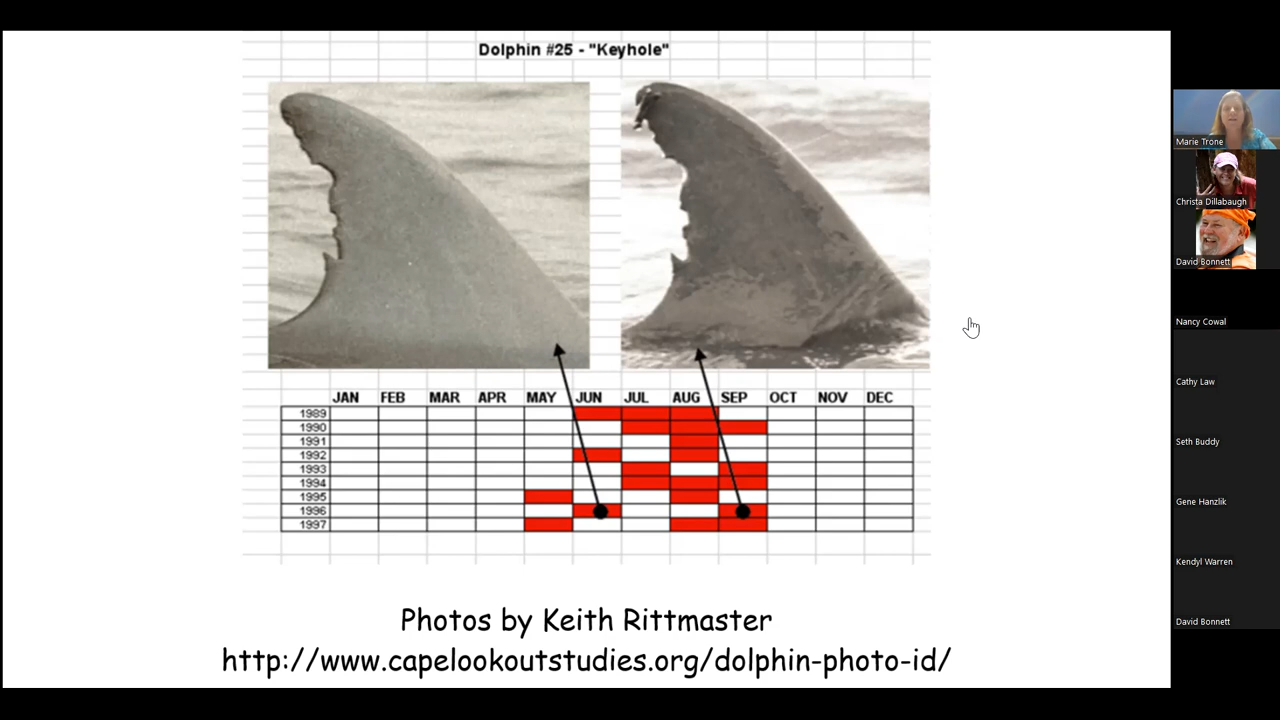 Dolphin #25 - "Keyhole"
JAN FEB MAR APR MAY JUN JUL AUG SEP OCT NOV DEC
1989
1990
1991
1992
1993
1994
1995
1996
1997
Photos by Keith Rittmaster
http://www.capelookoutstudies.org/dolphin-photo-id/
Marie Trone
Christa Dillabaugh
David Bonnett
Nancy Cowal
Cathy Law
Seth Buddy
Gene Hanzlik
Kendyl Warren
David Bonnett